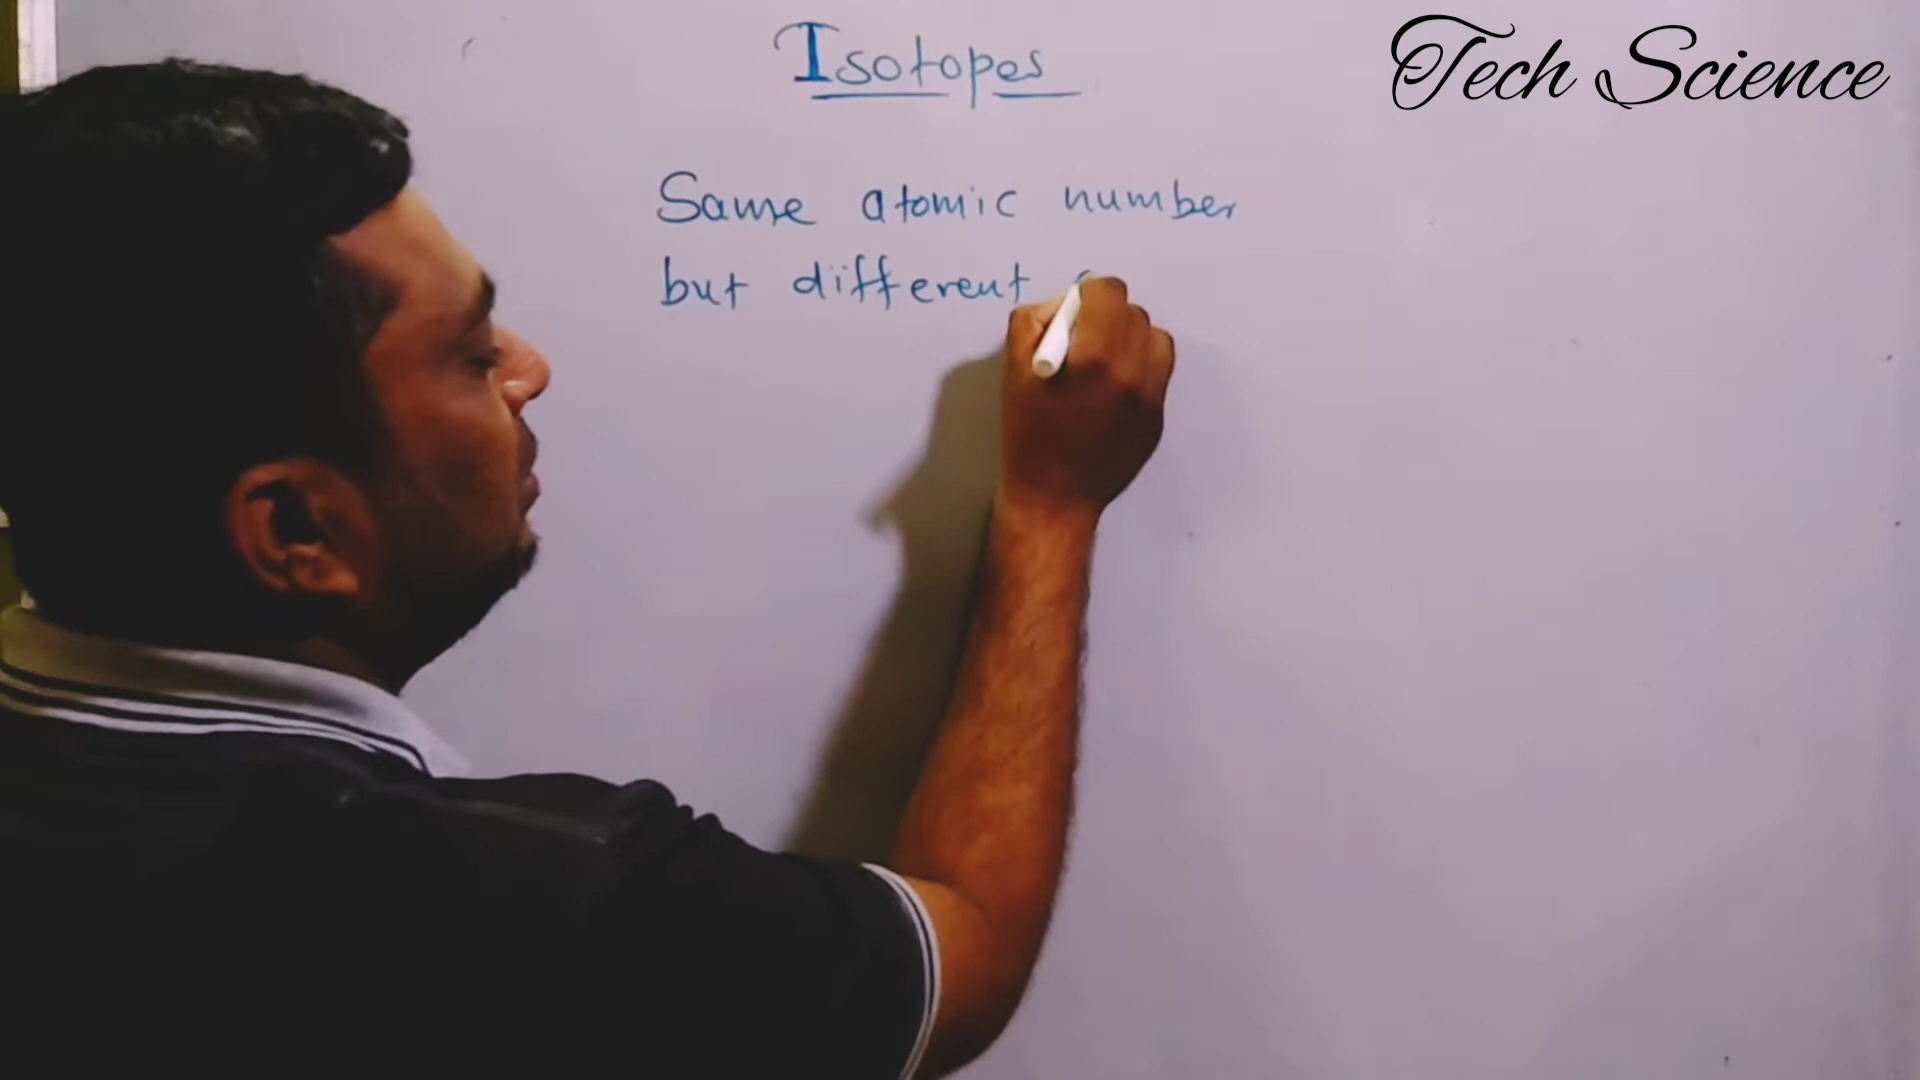 Isotopes
Tech Science
Same atomic number
but different